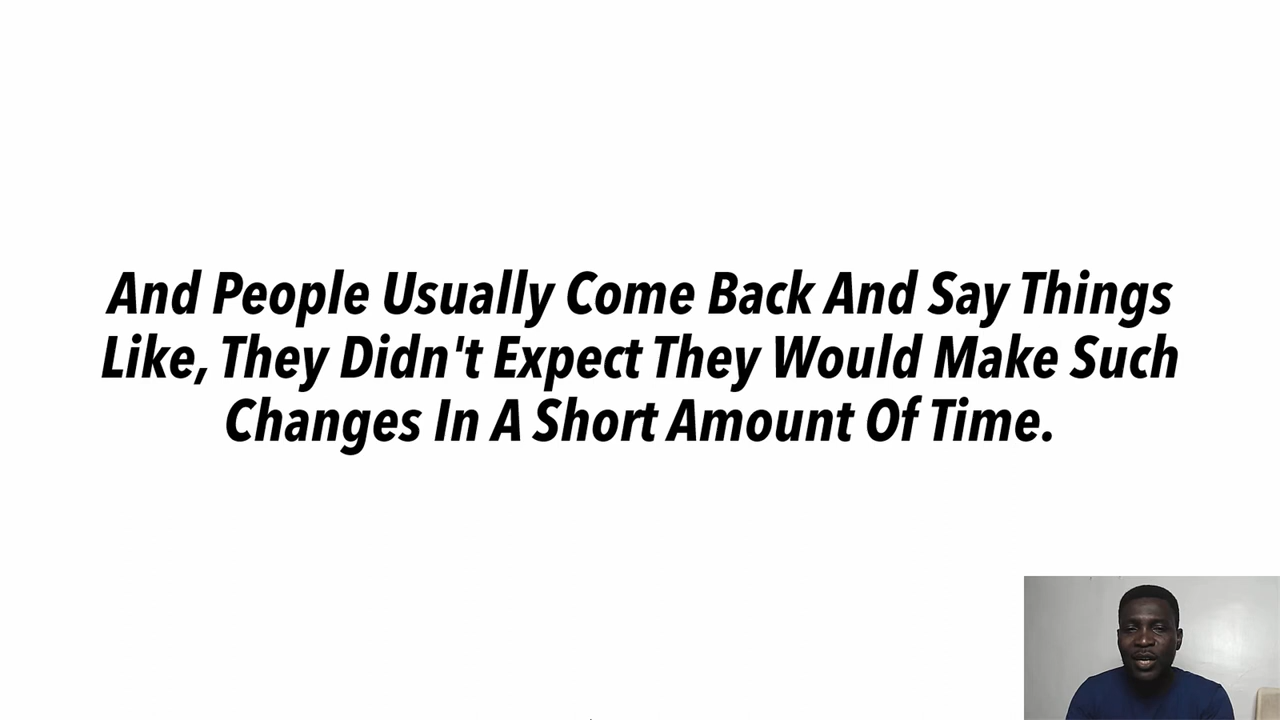 And People Usually Come Back And Say Things
Like, They Didn't Expect They Would Make Such
Changes In A Short Amount Of Time.